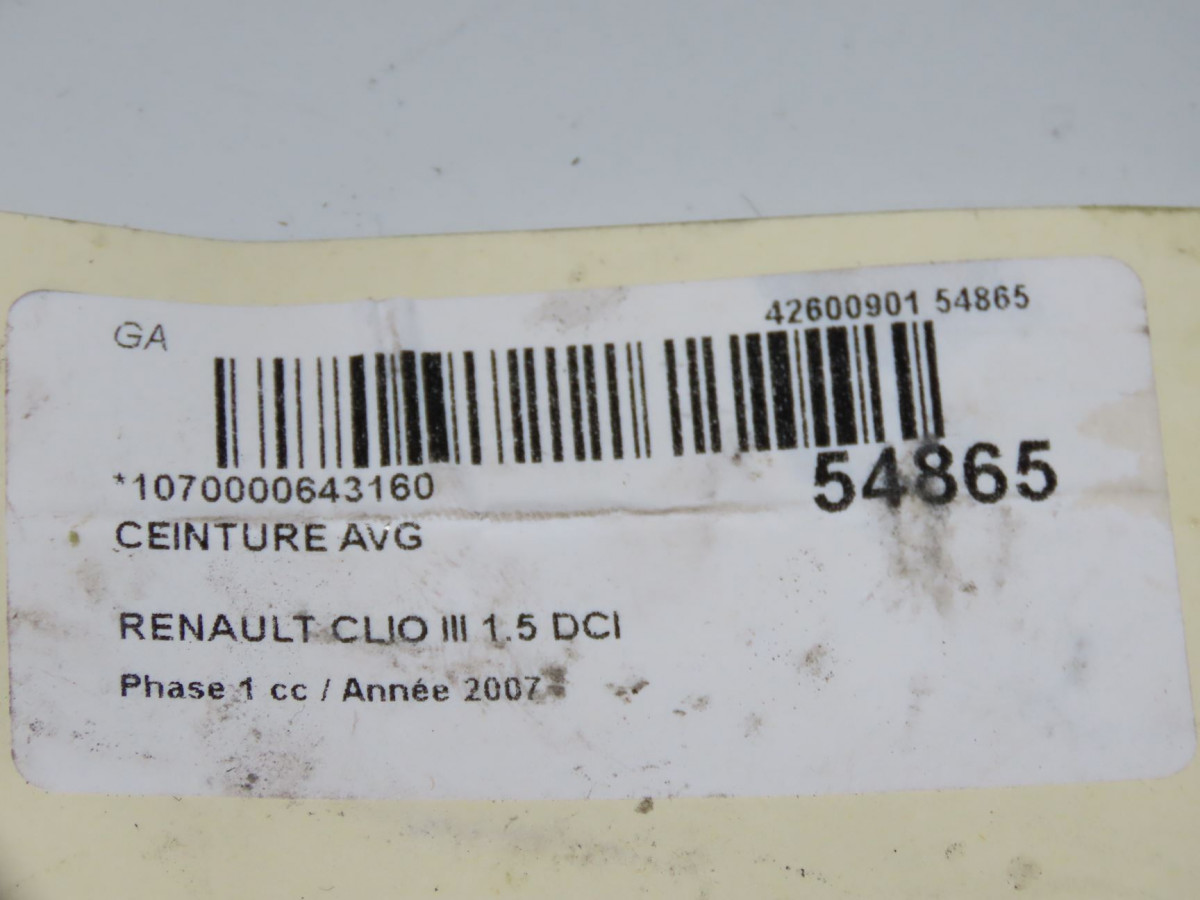 GA
42600901 54865
*1070000643160
54865
CEINTURE AVG
RENAULT CLIO III 1.5 DCI
Phase 1 cc / Année 2007